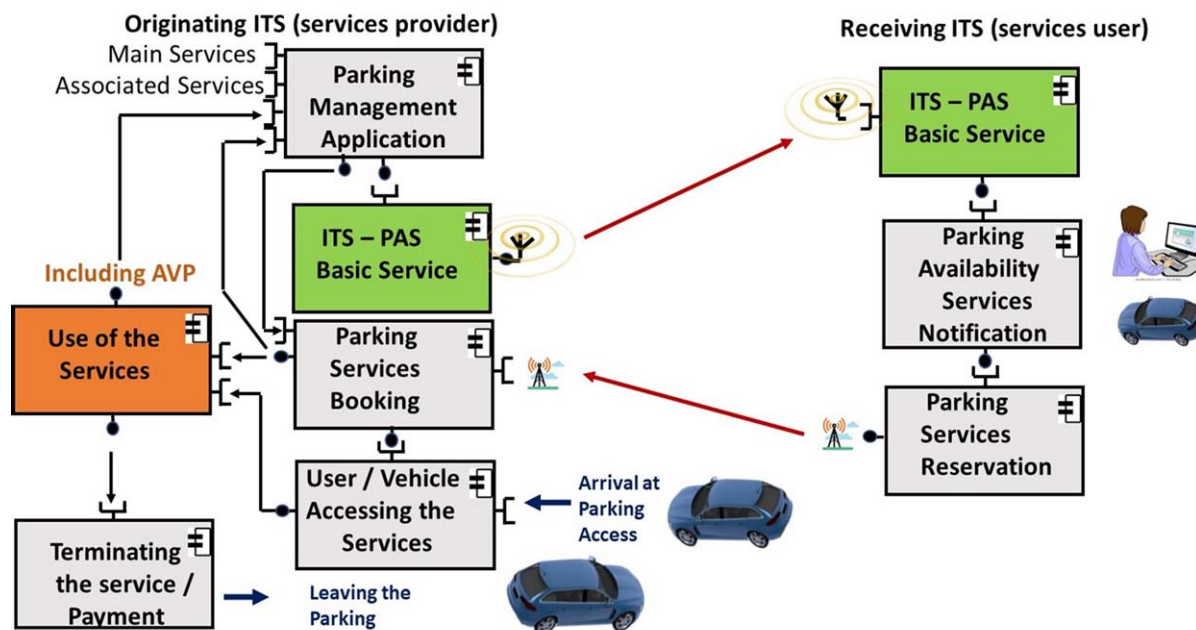 Originating ITS (services provider)
Main Services
Associated Services
Parking
Management
Application
ITS – PAS
Basic Service
Including AVP
Use of the
Services
Parking
Services
Booking
User / Vehicle
Accessing the
Services
Arrival at
Parking
Access
Terminating
the service /
Payment
Leaving the
Parking
Receiving ITS (services user)
ITS – PAS
Basic Service
Parking
Availability
Services
Notification
Parking
Services
Reservation